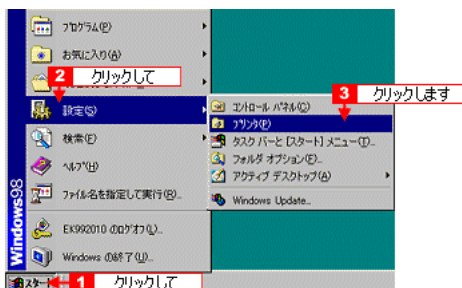 プログラム(P)
お気に入り(A)
2 クリックして
設定(S)
検索(E)
ヘルプ(H)
ファイル名を指定して実行(R)...
EK992010 のログオフ(L)...
Windows の終了(U)...
Windows98
スタート
1 クリックして
3 クリックします
コントロール パネル(C)
プリンタ(P)
タスク バーと [スタート] メニュー(T)...
フォルダ オプション(F)...
アクティブ デスクトップ(A)
Windows Update...